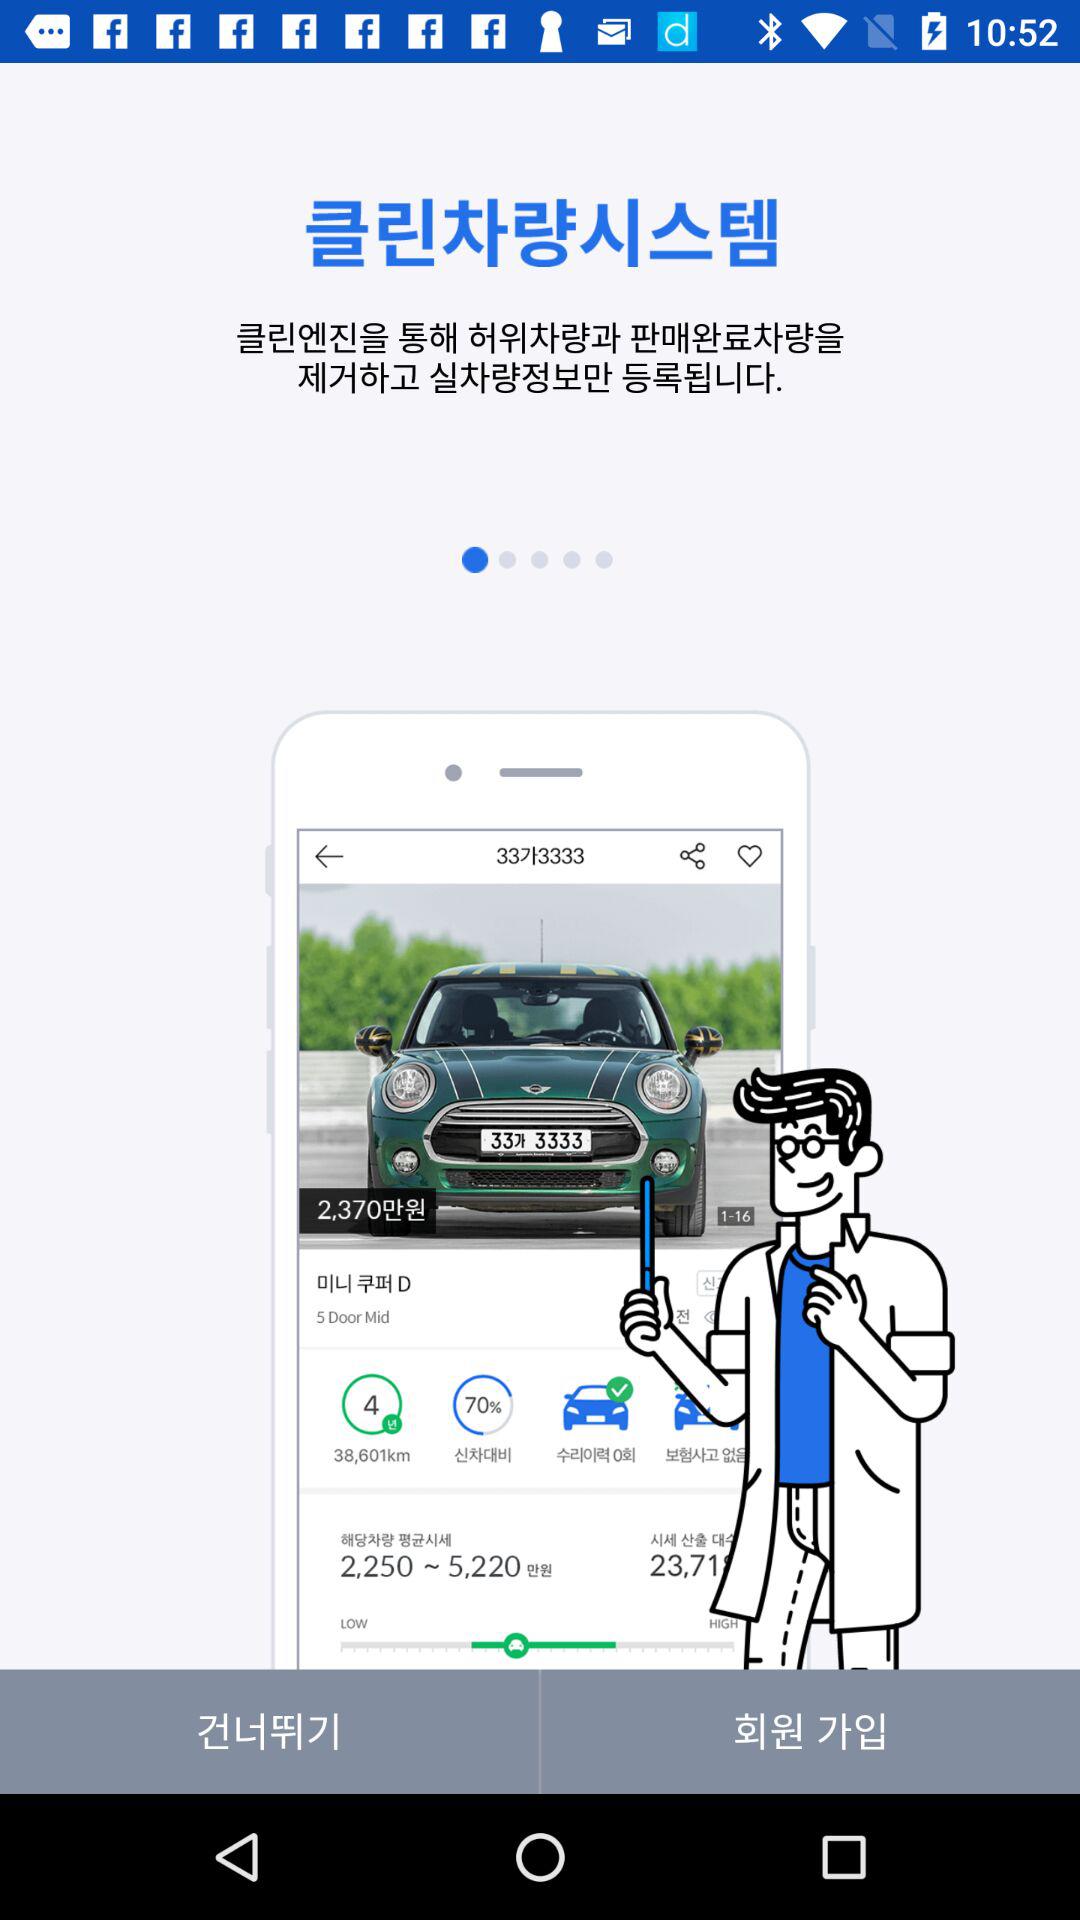 10:52
클린차량시스템
클린엔진을 통해 허위차량과 판매완료차량을
제거하고 실차량정보만 등록됩니다.
33가3333
33가 3333
2,370만원
1-16
미니 쿠퍼 D
5 Door Mid
전
4
년
70%
38,601km
신차대비
수리이력 0회
보험사고 없음
해당차량 평균시세
시세 산출 대수
2,250 ~ 5,220 만원
23,71
LOW
HIGH
건너뛰기
회원 가입